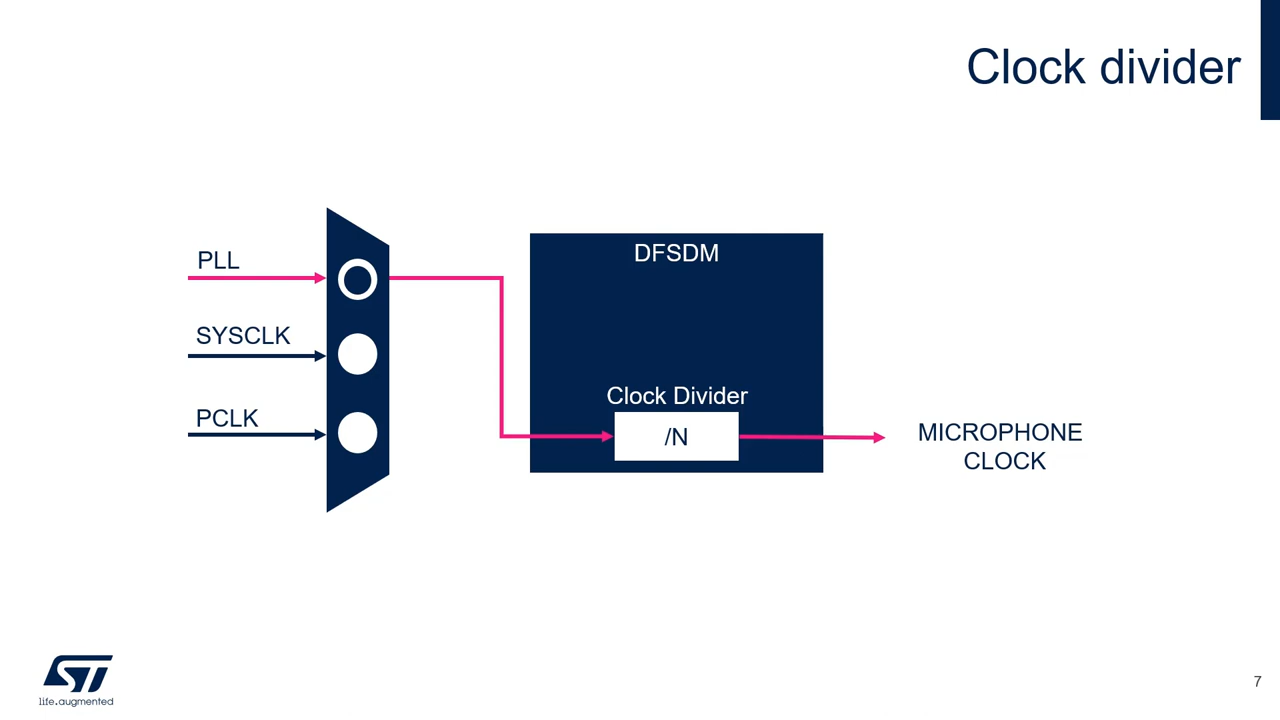 Clock divider
PLL
SYSCLK
PCLK
DFSDM
Clock Divider
/N
MICROPHONE
CLOCK
ST
life.augmented
7